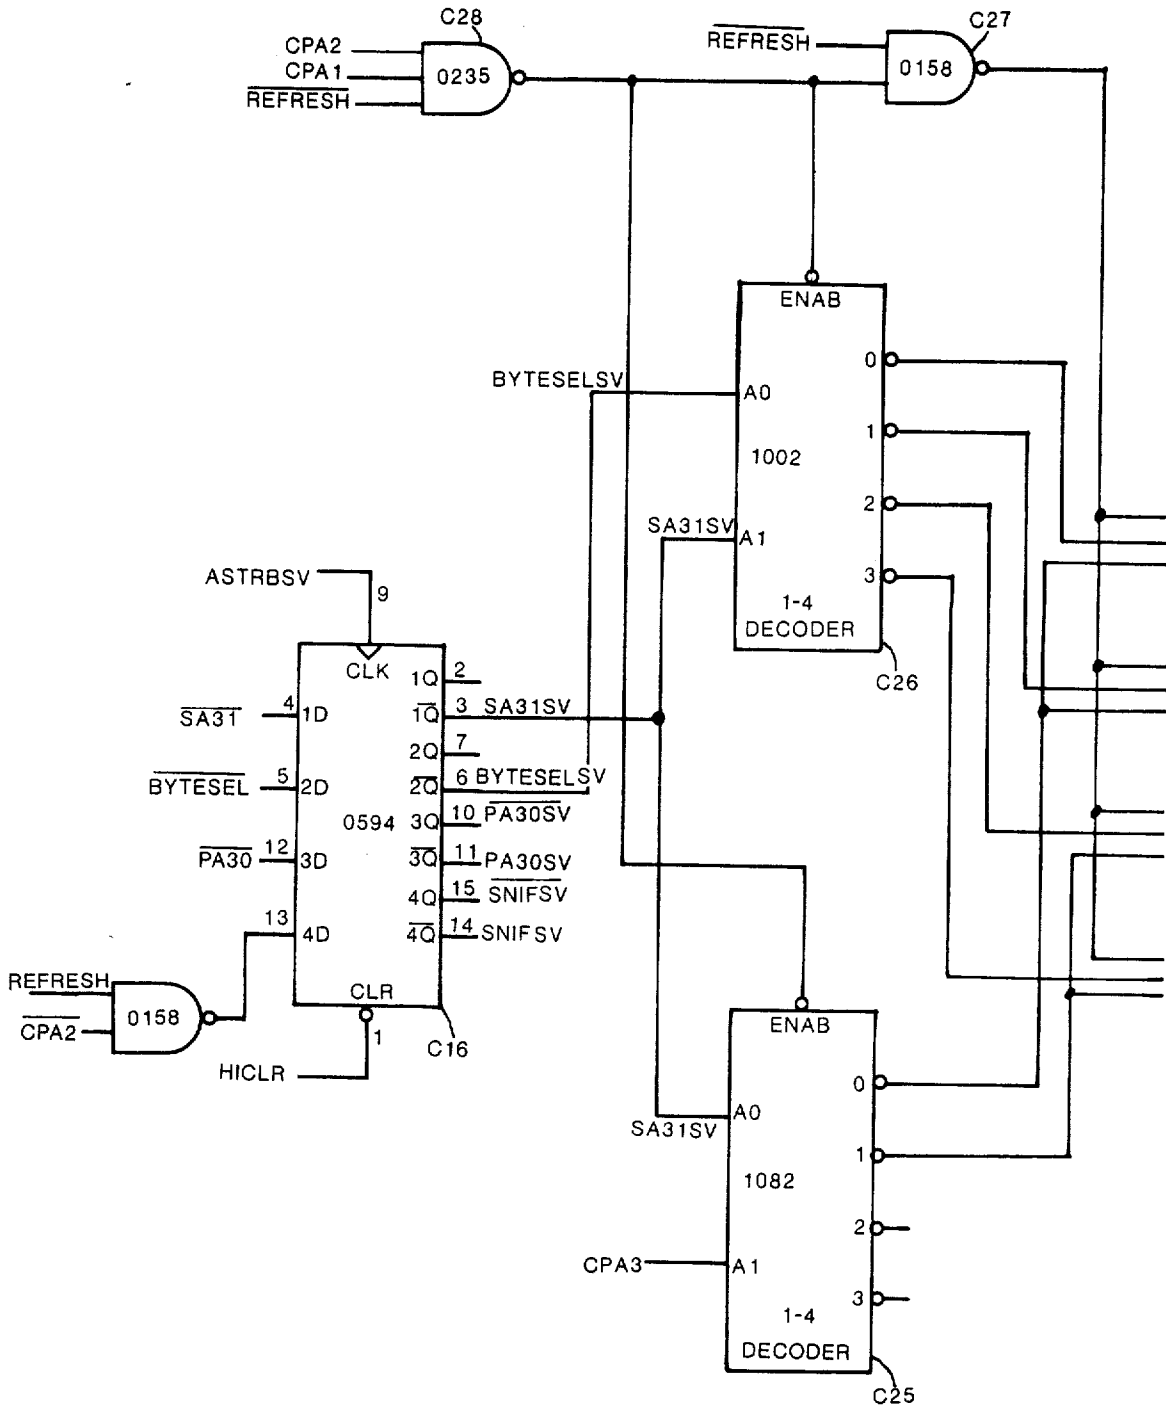 C28
C27
CPA2
CPA1
REFRESH
0235
REFRESH
0158
ENAB
BYTESELSV
A0
0
1
1002
2
SA31SV
A1
3
1-4
DECODER
C26
ASTRBSV
9
CLK
1Q
2
SA31
4
1D
1Q
3
SA31SV
2Q
7
BYTESEL
5
2D
2Q
6
BYTESELSV
0594
3Q
10
PA30SV
PA30
12
3D
3Q
11
PA30SV
4Q
15
SNIFSV
13
4D
4Q
14
SNIFSV
REFRESH
CPA2
0158
CLR
1
C16
HICLR
ENAB
0
A0
SA31SV
1
1082
2
CPA3
A1
3
1-4
DECODER
C25